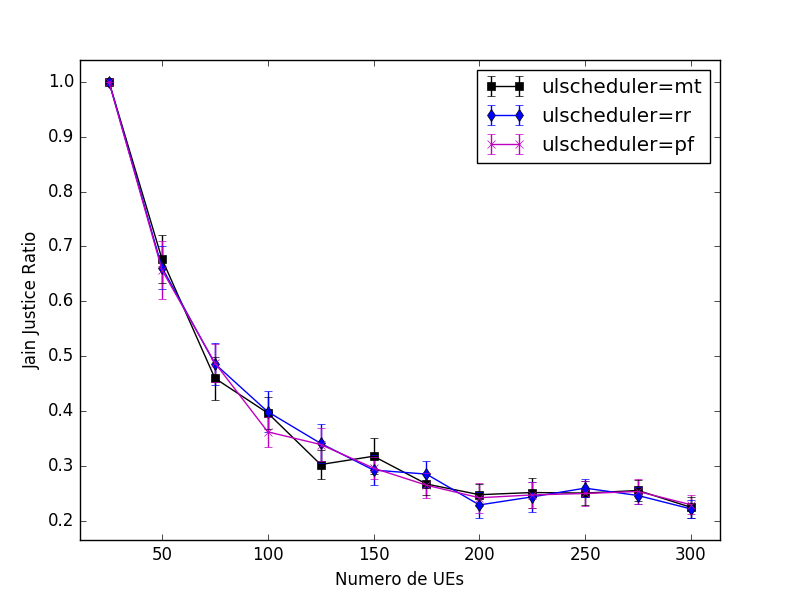 ulscheduler=mt
ulscheduler=rr
ulscheduler=pf
1.0
0.9
0.8
0.7
0.6
0.5
0.4
0.3
0.2
Jain Justice Ratio
50 100 150 200 250 300
Numero de UEs